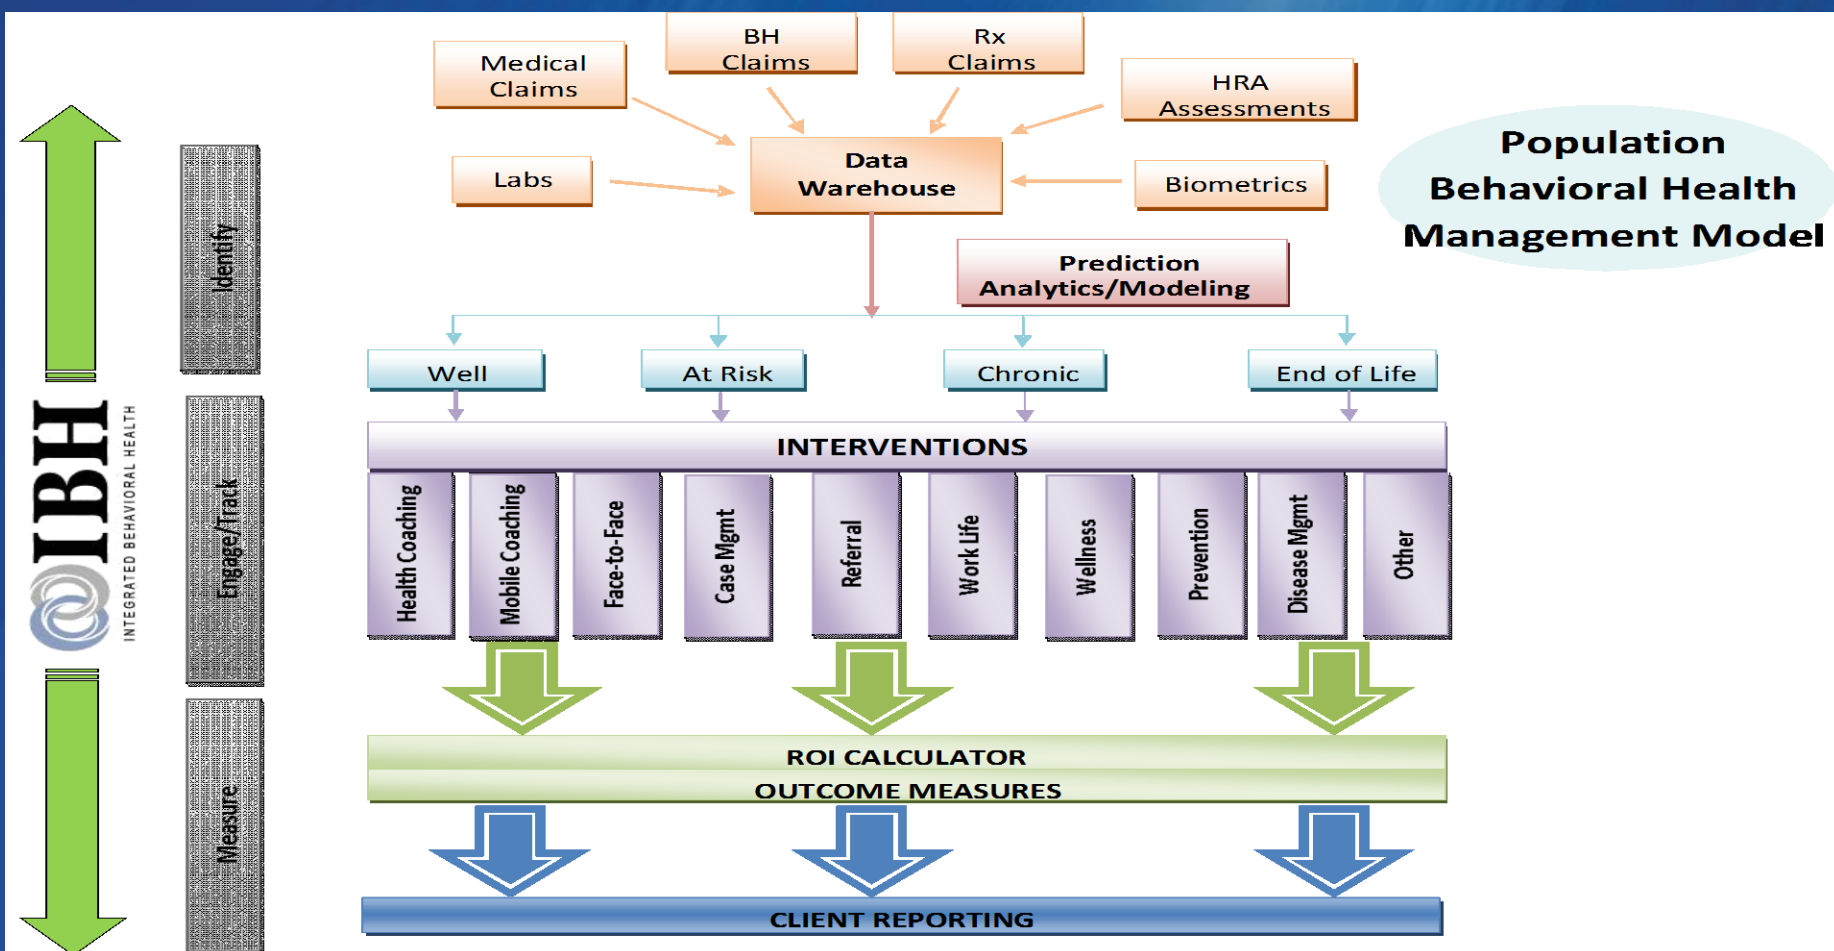 BH
Claims
Rx
Claims
Medical
Claims
HRA
Assessments
Data
Warehouse
Labs
Biometrics
Population
Behavioral Health
Management Model
Prediction
Analytics/Modeling
Identify
Well
At Risk
Chronic
End of Life
IBH
INTEGRATED BEHAVIORAL HEALTH
Engage/Track
INTERVENTIONS
Health Coaching
Mobile Coaching
Face-to-Face
Case Mgmt
Referral
Work Life
Wellness
Prevention
Disease Mgmt
Other
Measure
ROI CALCULATOR
OUTCOME MEASURES
CLIENT REPORTING